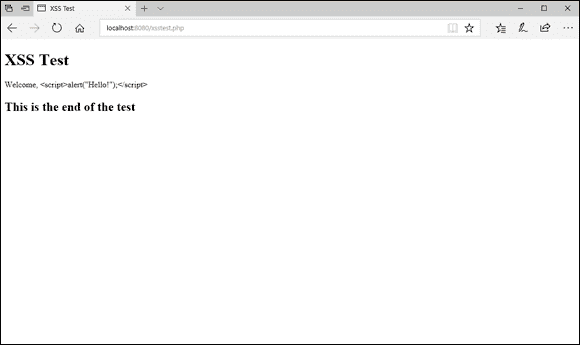 XSS Test
localhost:8080/xsstest.php
XSS Test
Welcome, <script>alert("Hello!");</script>
This is the end of the test